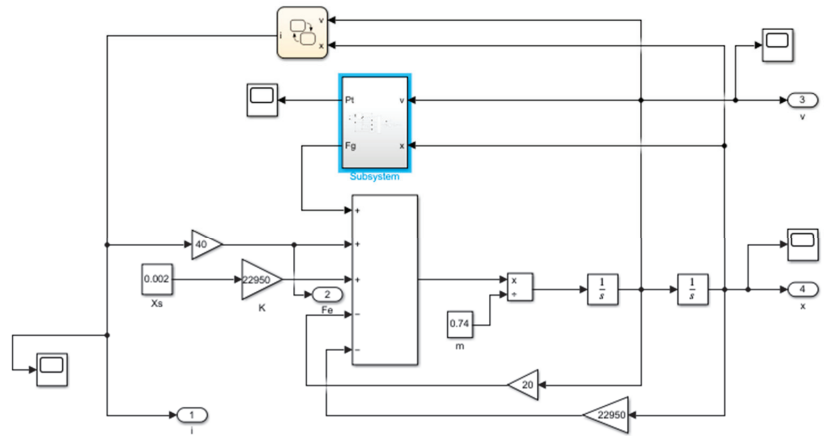 v
i
x
Pt
v
3
v
Fg
x
Subsystem
+
40
+
0.002
22950
+
x
÷
1
s
1
s
4
x
Xs
K
2
Fe
−
0.74
m
−
20
22950
1
i